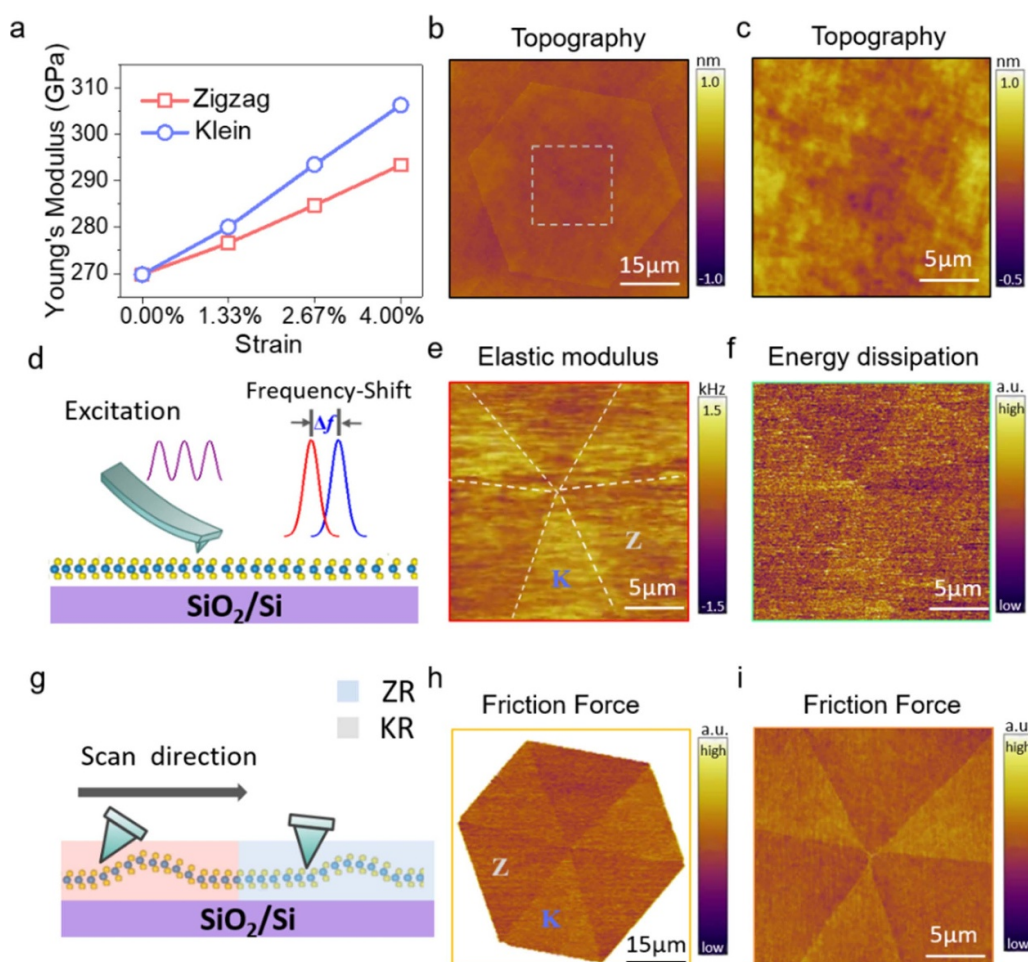 a
Young's Modulus (GPa)
315
310
300
290
280
270
Zigzag
Klein
0.00% 1.33% 2.67% 4.00%
Strain
b
Topography
nm
1.0
-1.0
15μm
c
Topography
nm
1.0
-0.5
5μm
d
Excitation
Frequency-Shift
Δf
SiO₂/Si
e
Elastic modulus
kHz
1.5
-1.5
Z
K
5μm
f
Energy dissipation
a.u.
high
low
5μm
g
ZR
KR
Scan direction
SiO₂/Si
h
Friction Force
a.u.
high
low
Z
K
15μm
i
Friction Force
a.u.
high
low
5μm